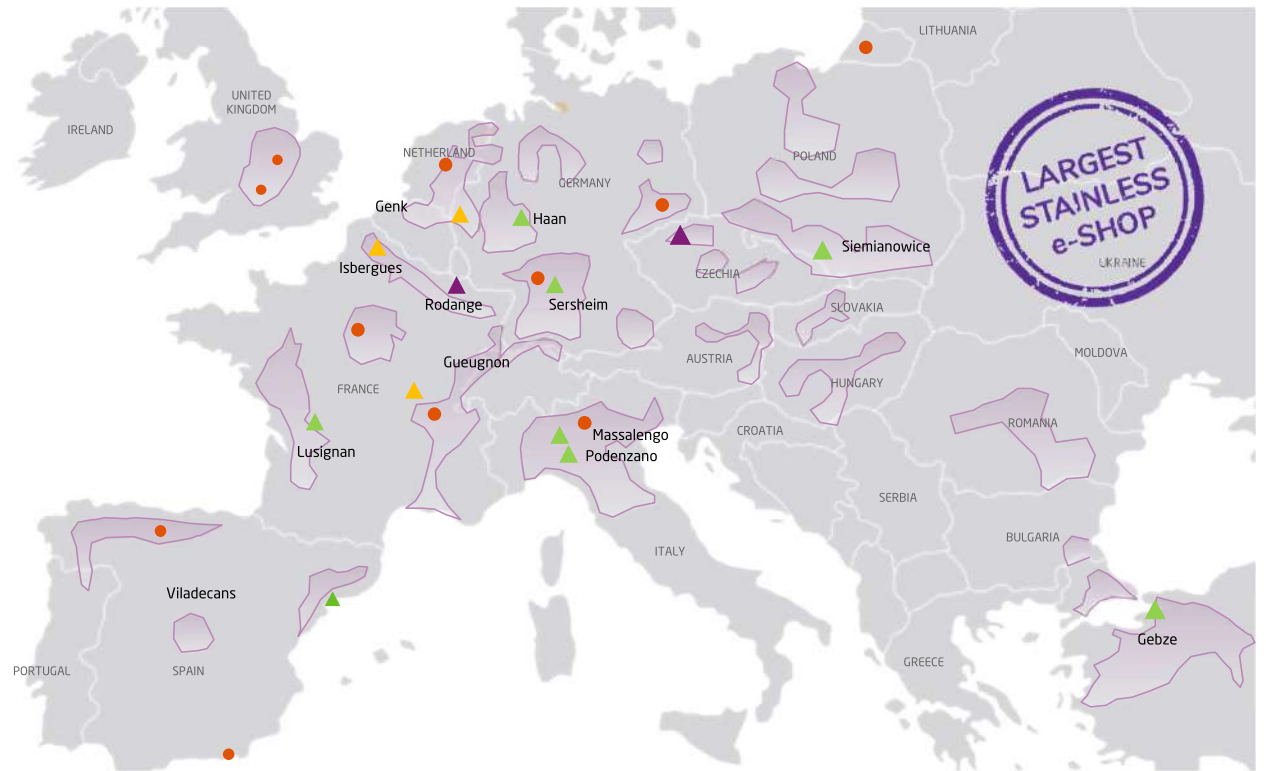 LITHUANIA
UNITED
KINGDOM
IRELAND
NETHERLAND
POLAND
GERMANY
LARGEST
STAINLESS
e-SHOP
UKRAINE
Genk
Haan
Siemianowice
Isbergues
CZECHIA
Rodange
Sersheim
SLOVAKIA
MOLDOVA
AUSTRIA
Gueugnon
HUNGARY
FRANCE
ROMANIA
CROATIA
Massalengo
Lusignan
Podenzano
SERBIA
BULGARIA
ITALY
Viladecans
Gebze
GREECE
PORTUGAL
SPAIN